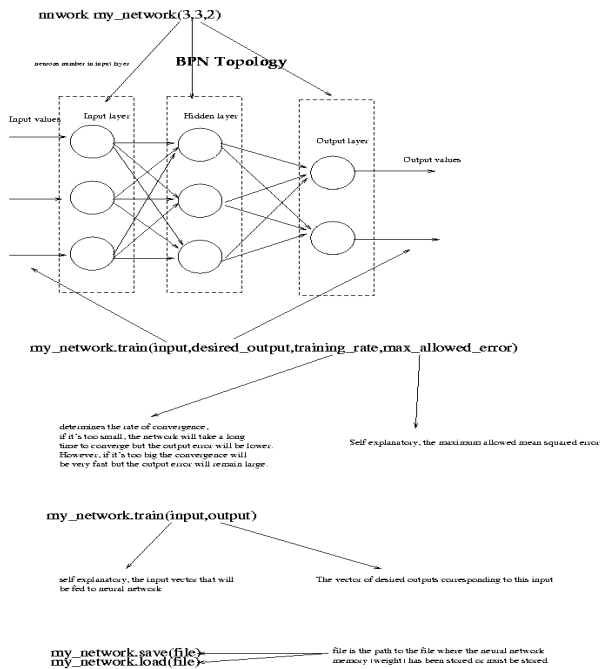 nnwork my_network(3,3,2)
BPN Topology
neurons number in input layer
Input values
Input layer
Hidden layer
Output layer
Output values
my_network.train(input,desired_output,training_rate,max_allowed_error)
determines the rate of convergence,
if it's too small, the network will take a long
time to converge but the output error will be lower.
However, if it's too big the convergence will
be very fast but the output error will remain large.
Self explanatory, the maximum allowed mean squared error
my_network.train(input,output)
self explanatory, the input vector that will
be fed to neural network
The vector of desired outputs corresponding to this input
my_network.save(file)
my_network.load(file)
file is the path to the file where the neural network
memory (weight) has been stored or must be stored